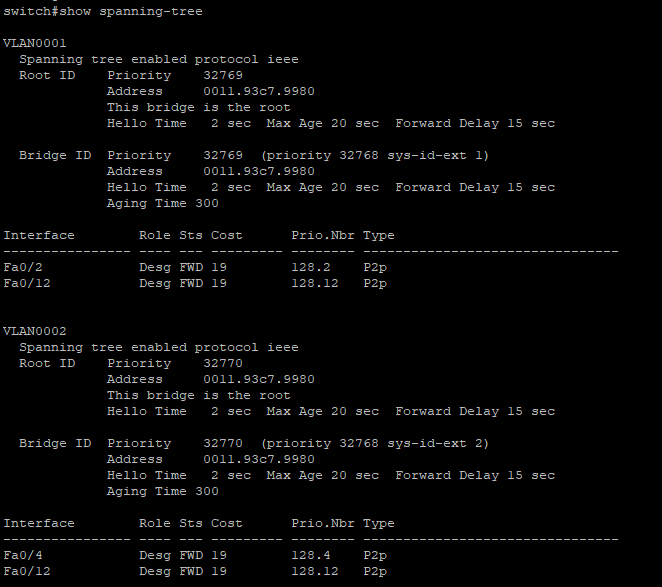 switch#show spanning-tree

VLAN0001
  Spanning tree enabled protocol ieee
  Root ID    Priority    32769
             Address     0011.93c7.9980
             This bridge is the root
             Hello Time   2 sec  Max Age 20 sec  Forward Delay 15 sec

  Bridge ID  Priority    32769  (priority 32768 sys-id-ext 1)
             Address     0011.93c7.9980
             Hello Time   2 sec  Max Age 20 sec  Forward Delay 15 sec
             Aging Time 300

Interface        Role Sts Cost      Prio.Nbr Type
---------------- ---- --- --------- -------- --------------------------------
Fa0/2            Desg FWD 19        128.2    P2p
Fa0/12           Desg FWD 19        128.12   P2p


VLAN0002
  Spanning tree enabled protocol ieee
  Root ID    Priority    32770
             Address     0011.93c7.9980
             This bridge is the root
             Hello Time   2 sec  Max Age 20 sec  Forward Delay 15 sec

  Bridge ID  Priority    32770  (priority 32768 sys-id-ext 2)
             Address     0011.93c7.9980
             Hello Time   2 sec  Max Age 20 sec  Forward Delay 15 sec
             Aging Time 300

Interface        Role Sts Cost      Prio.Nbr Type
---------------- ---- --- --------- -------- --------------------------------
Fa0/4            Desg FWD 19        128.4    P2p
Fa0/12           Desg FWD 19        128.12   P2p